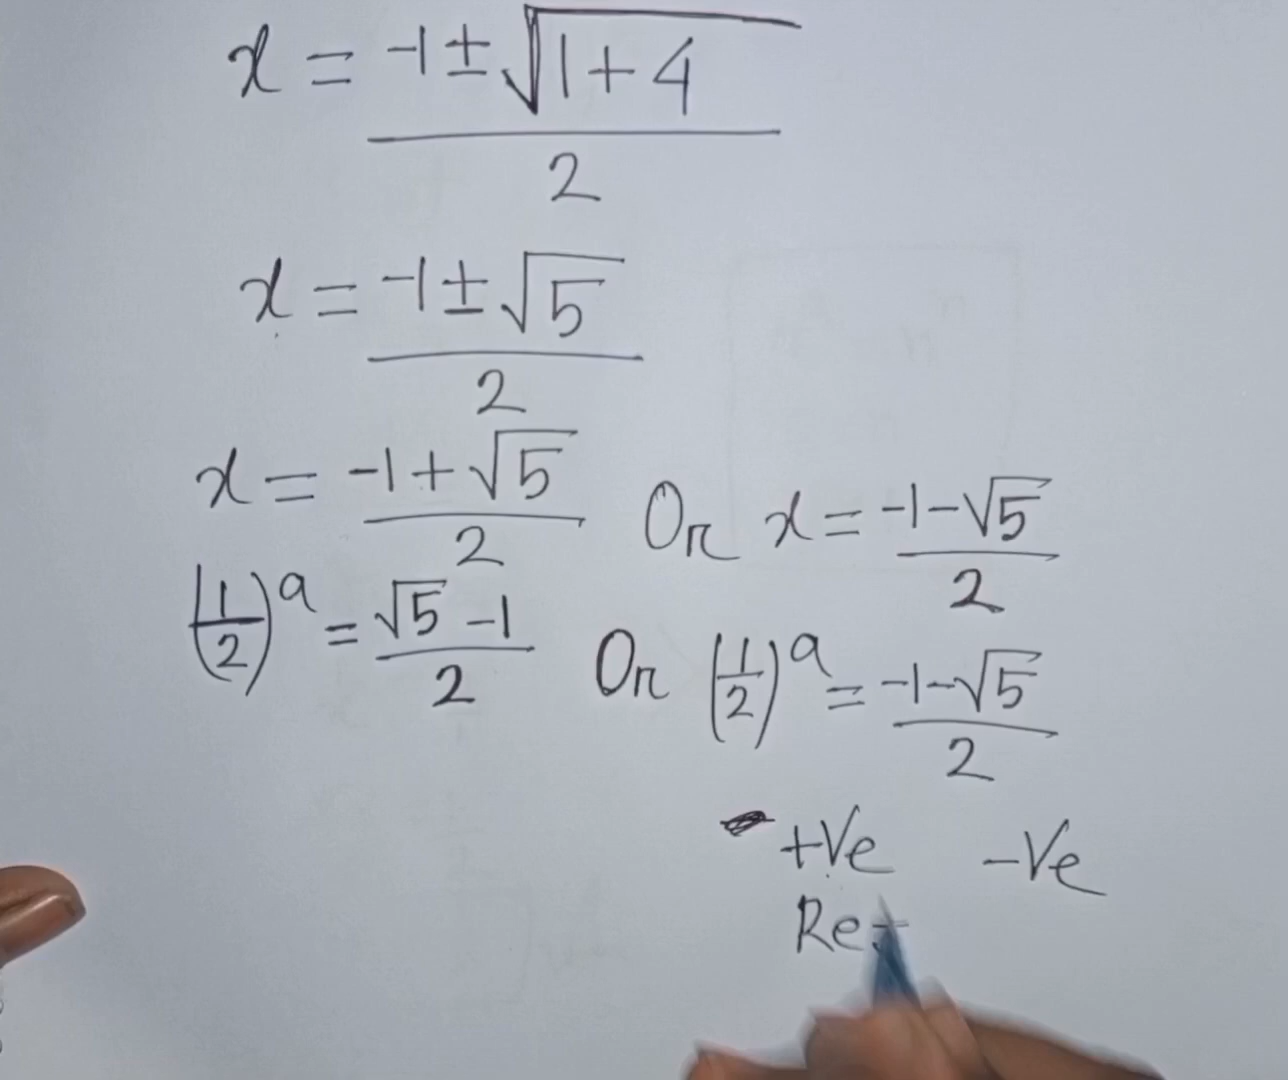 x = (-1 ± √(1 + 4))/2
x = (-1 ± √5)/2
x = (-1 + √5)/2 Or x = (-1 - √5)/2
(1/2)^a = (√5 - 1)/2 Or (1/2)^a = (-1 - √5)/2
+Ve -Ve